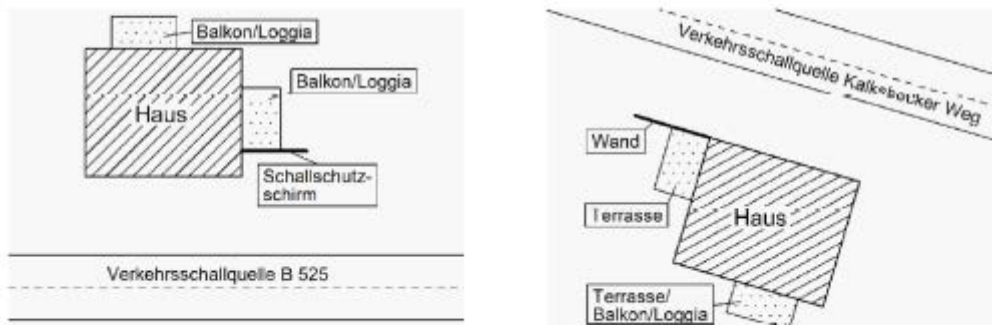 Balkon/Loggia
Balkon/Loggia
Haus
Schallschutz-
schirm
Verkehrsschallquelle B 525
Verkehrsschallquelle Weg
Wand
Terrasse
Haus
Terrasse/
Balkon/Loggia